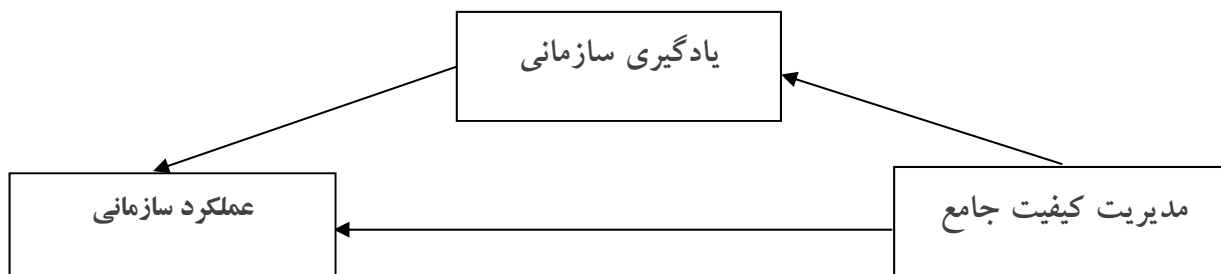 یادگیری سازمانی
مدیریت کیفیت جامع
عملکرد سازمانی